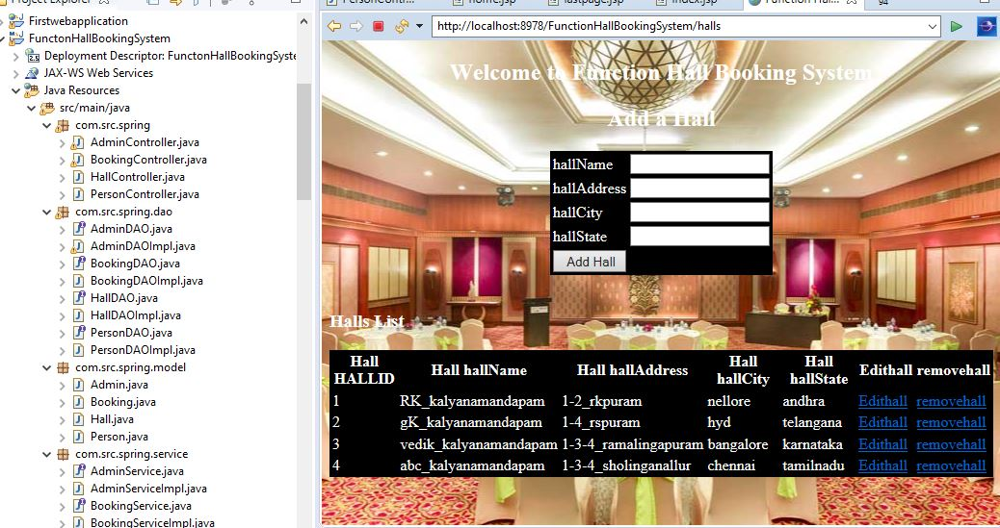 Project Explorer
home.jsp
lastpage.jsp
index.jsp
Function Hal...
94
Firstwebapplication
FunctonHallBookingSystem
Deployment Descriptor: FunctonHallBookingSyste
JAX-WS Web Services
Java Resources
src/main/java
com.src.spring
AdminController.java
BookingController.java
HallController.java
PersonController.java
com.src.spring.dao
AdminDAO.java
AdminDAOImpl.java
BookingDAO.java
BookingDAOImpl.java
HallDAO.java
HallDAOImpl.java
PersonDAO.java
PersonDAOImpl.java
com.src.spring.model
Admin.java
Booking.java
Hall.java
Person.java
com.src.spring.service
AdminService.java
AdminServiceImpl.java
BookingService.java
BookingServiceImpl.java
http://localhost:8978/FunctionHallBookingSystem/halls
Welcome to Function Hall Booking System
Add a Hall
hallName
hallAddress
hallCity
hallState
Add Hall
Halls List
Hall HALLID Hall hallName Hall hallAddress Hall hallCity Hall hallState Edithall removehall
1 RK_kalyanamandapam 1-2_rkpuram nellore andhra Edithall removehall
2 gK_kalyanamandapam 1-4_rspuram hyd telangana Edithall removehall
3 vedik_kalyanamandapam 1-3-4_ramalingapuram bangalore karnataka Edithall removehall
4 abc_kalyanamandapam 1-3-4_sholinganallur chennai tamilnadu Edithall removehall